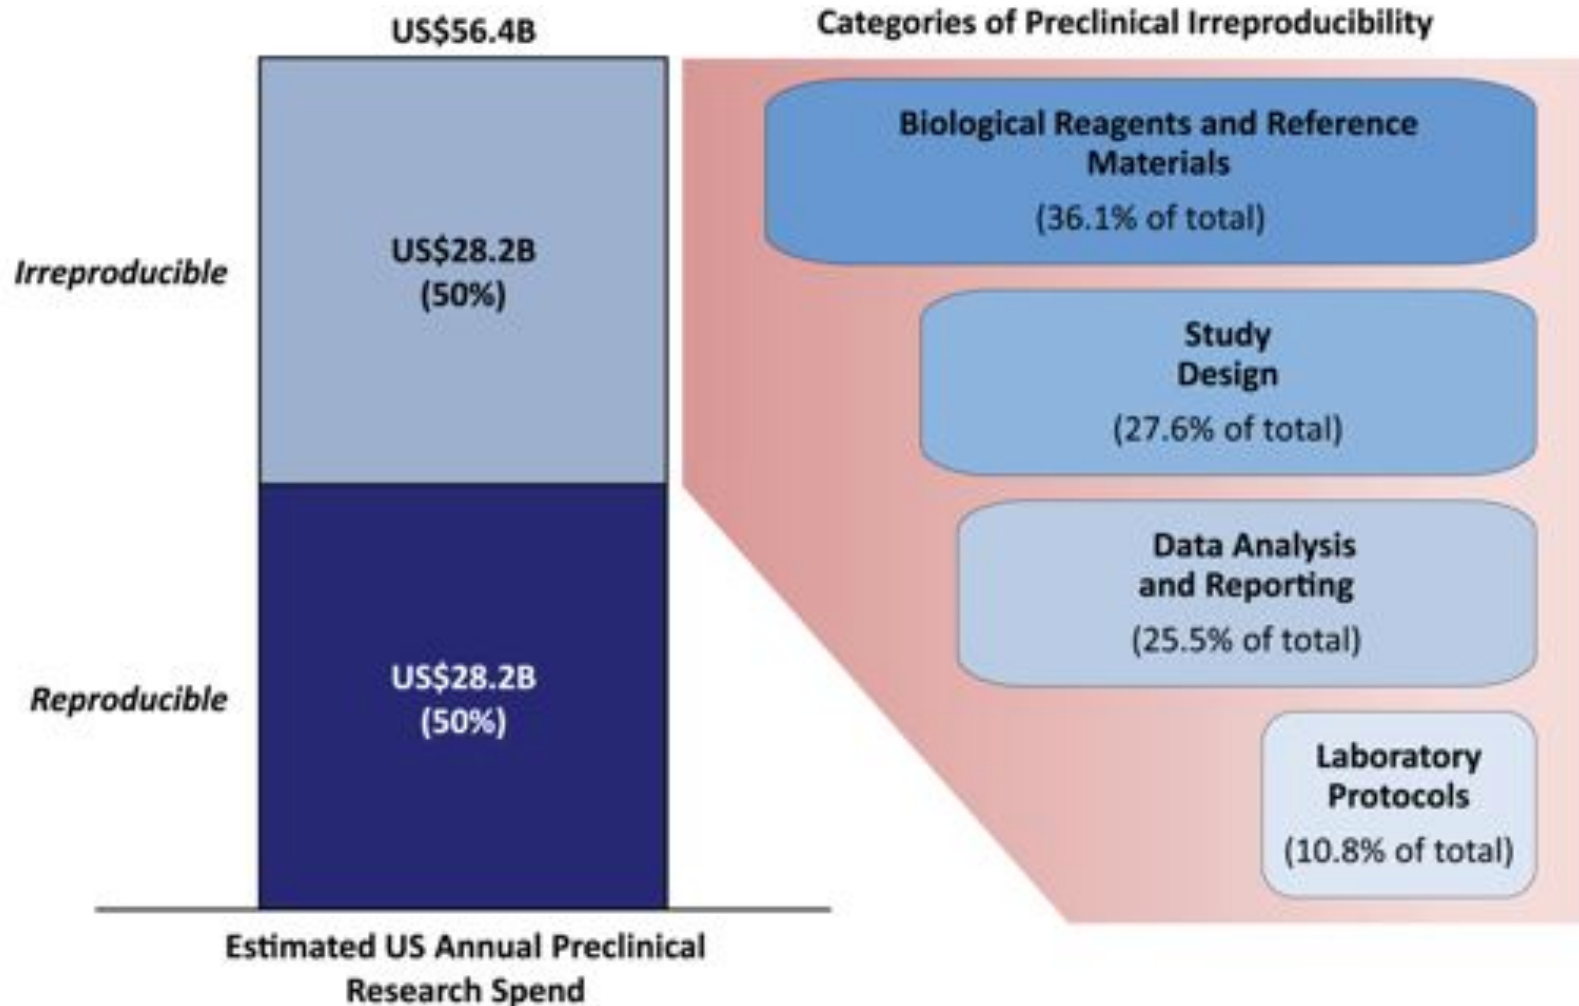 US$56.4B
Categories of Preclinical Irreproducibility
Irreproducible
US$28.2B
(50%)
Reproducible
US$28.2B
(50%)
Estimated US Annual Preclinical
Research Spend
Biological Reagents and Reference
Materials
(36.1% of total)
Study
Design
(27.6% of total)
Data Analysis
and Reporting
(25.5% of total)
Laboratory
Protocols
(10.8% of total)